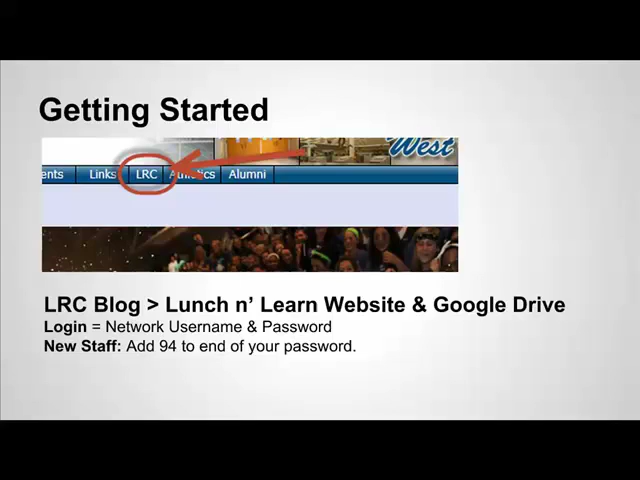 Getting Started
West
ents Links LRC Athletics Alumni
LRC Blog > Lunch n’ Learn Website & Google Drive
Login = Network Username & Password
New Staff: Add 94 to end of your password.